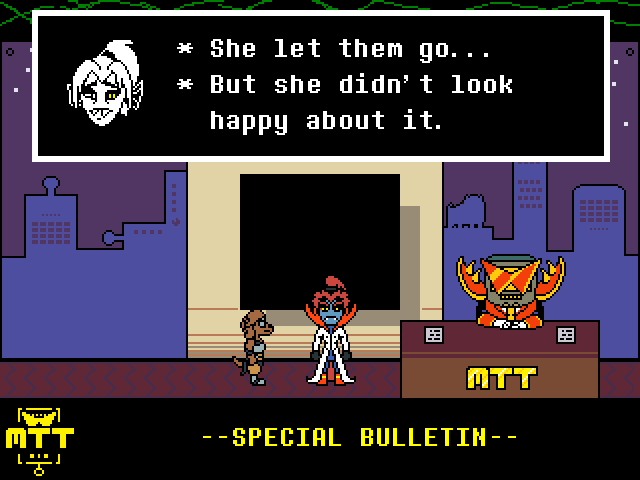 * She let them go...
* But she didn't look
happy about it.
MTT
MTT
--SPECIAL BULLETIN--